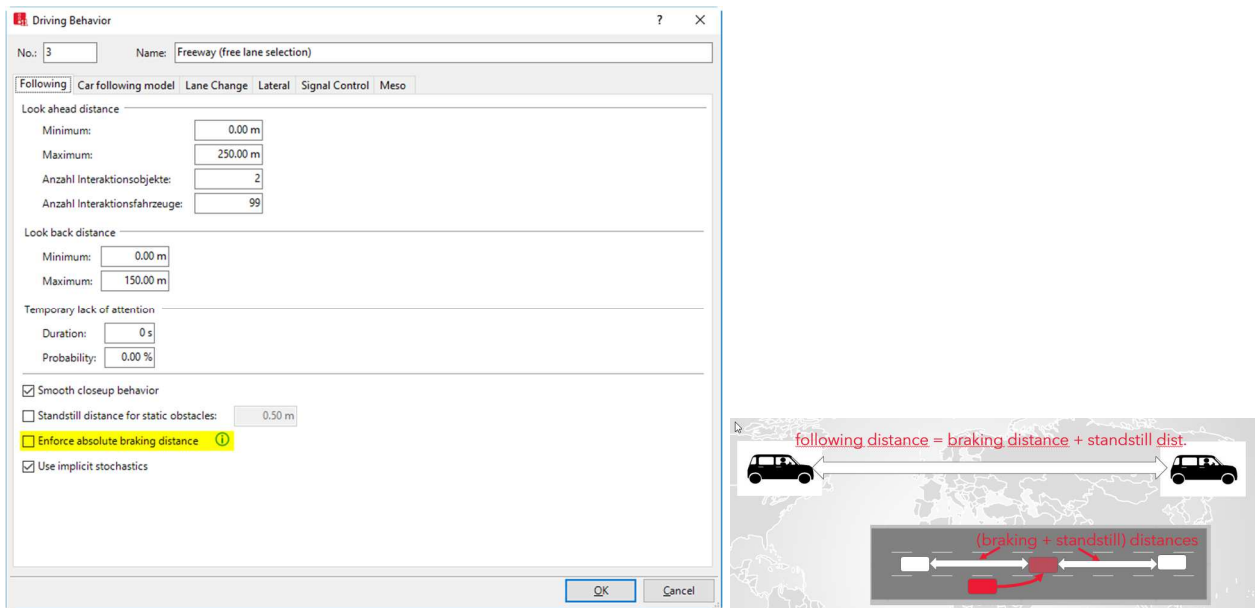 Driving Behavior
No.: 3 Name: Freeway (free lane selection)
Following Car following model Lane Change Lateral Signal Control Meso
Look ahead distance
Minimum: 0.00 m
Maximum: 250.00 m
Anzahl Interaktionsobjekte: 2
Anzahl Interaktionsfahrzeuge: 99
Look back distance
Minimum: 0.00 m
Maximum: 150.00 m
Temporary lack of attention
Duration: 0 s
Probability: 0.00 %
Smooth closeup behavior
Standstill distance for static obstacles: 0.50 m
Enforce absolute braking distance
Use implicit stochastics
OK Cancel
following distance = braking distance + standstill dist.
(braking + standstill) distances